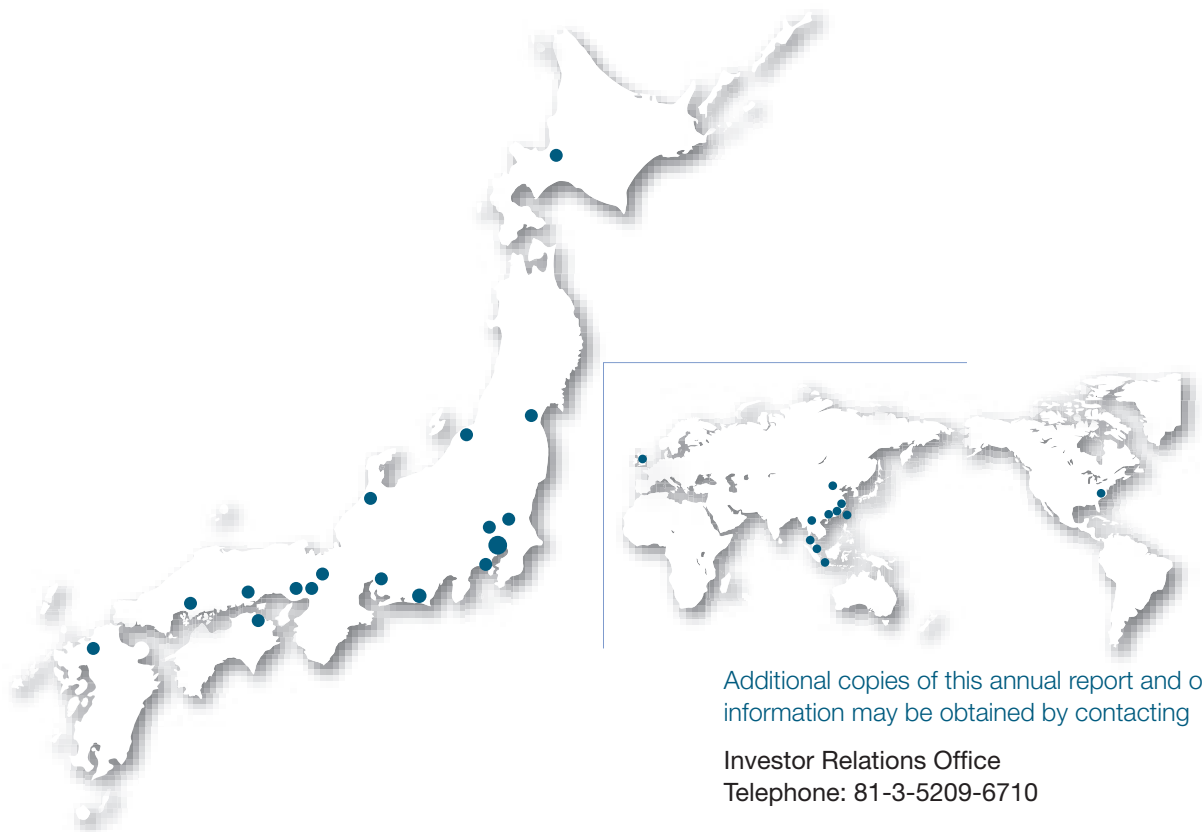 Additional copies of this annual report and
information may be obtained by contacting
Investor Relations Office
Telephone: 81-3-5209-6710